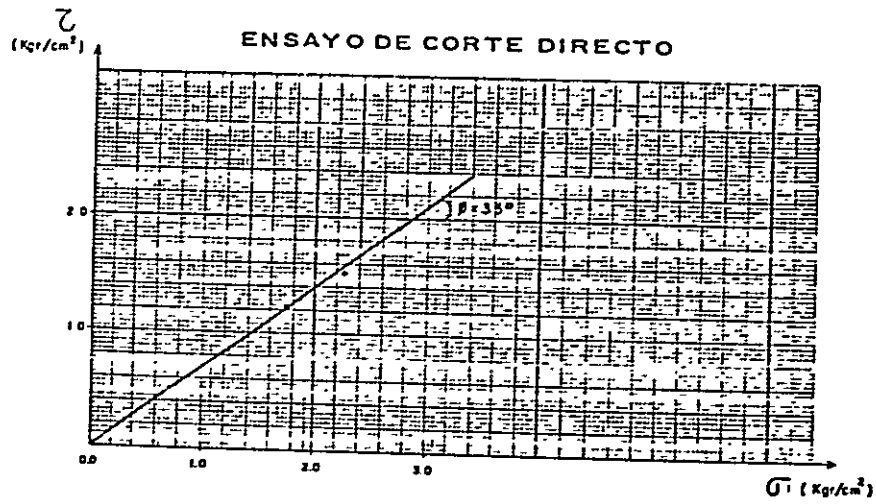 τ
(Kgr/cm²)
ENSAYO DE CORTE DIRECTO
2.0
ø=35°
1.0
0.0
1.0
2.0
3.0
σ (Kgr/cm²)